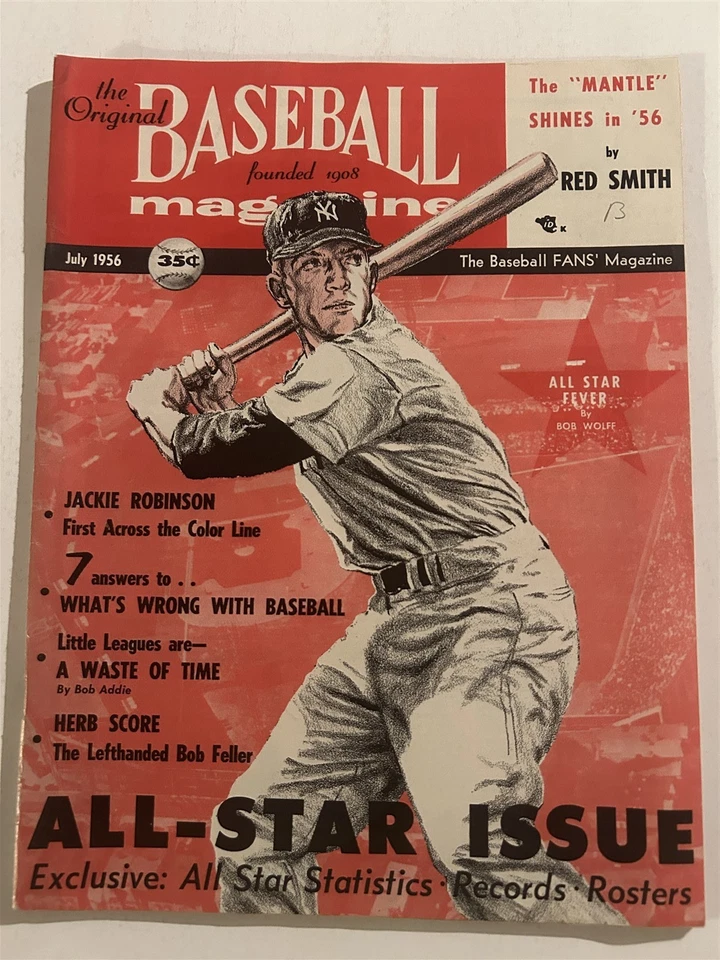 the
Original
BASEBALL
founded 1908
magazine
The "MANTLE"
SHINES in '56
by
RED SMITH
B
ID
K
July 1956
35¢
The Baseball FANS' Magazine
NY
ALL STAR
FEVER
By
BOB WOLFF
• JACKIE ROBINSON
First Across the Color Line
• 7 answers to . .
WHAT'S WRONG WITH BASEBALL
• Little Leagues are—
A WASTE OF TIME
By Bob Addie
• HERB SCORE
The Lefthanded Bob Feller
ALL-STAR ISSUE
Exclusive: All Star Statistics · Records · Rosters